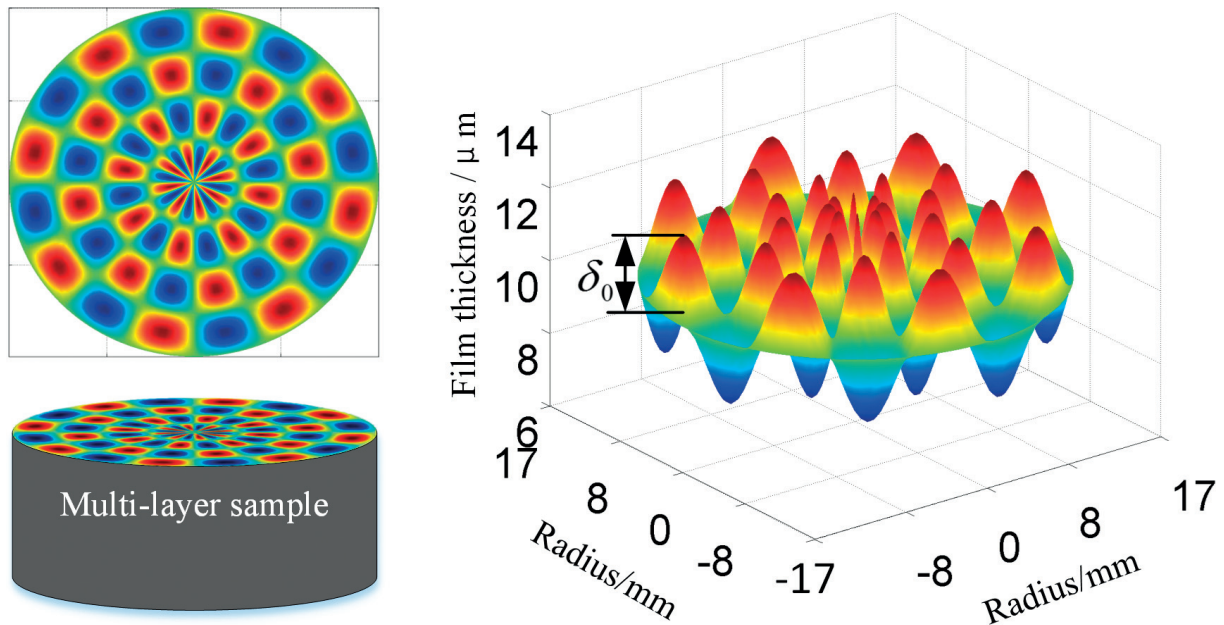 Multi-layer sample
Film thickness / μ m
14
12
10
8
6
δ₀
17
8
0
-8
-17
Radius/mm
-8
0
8
17
Radius/mm